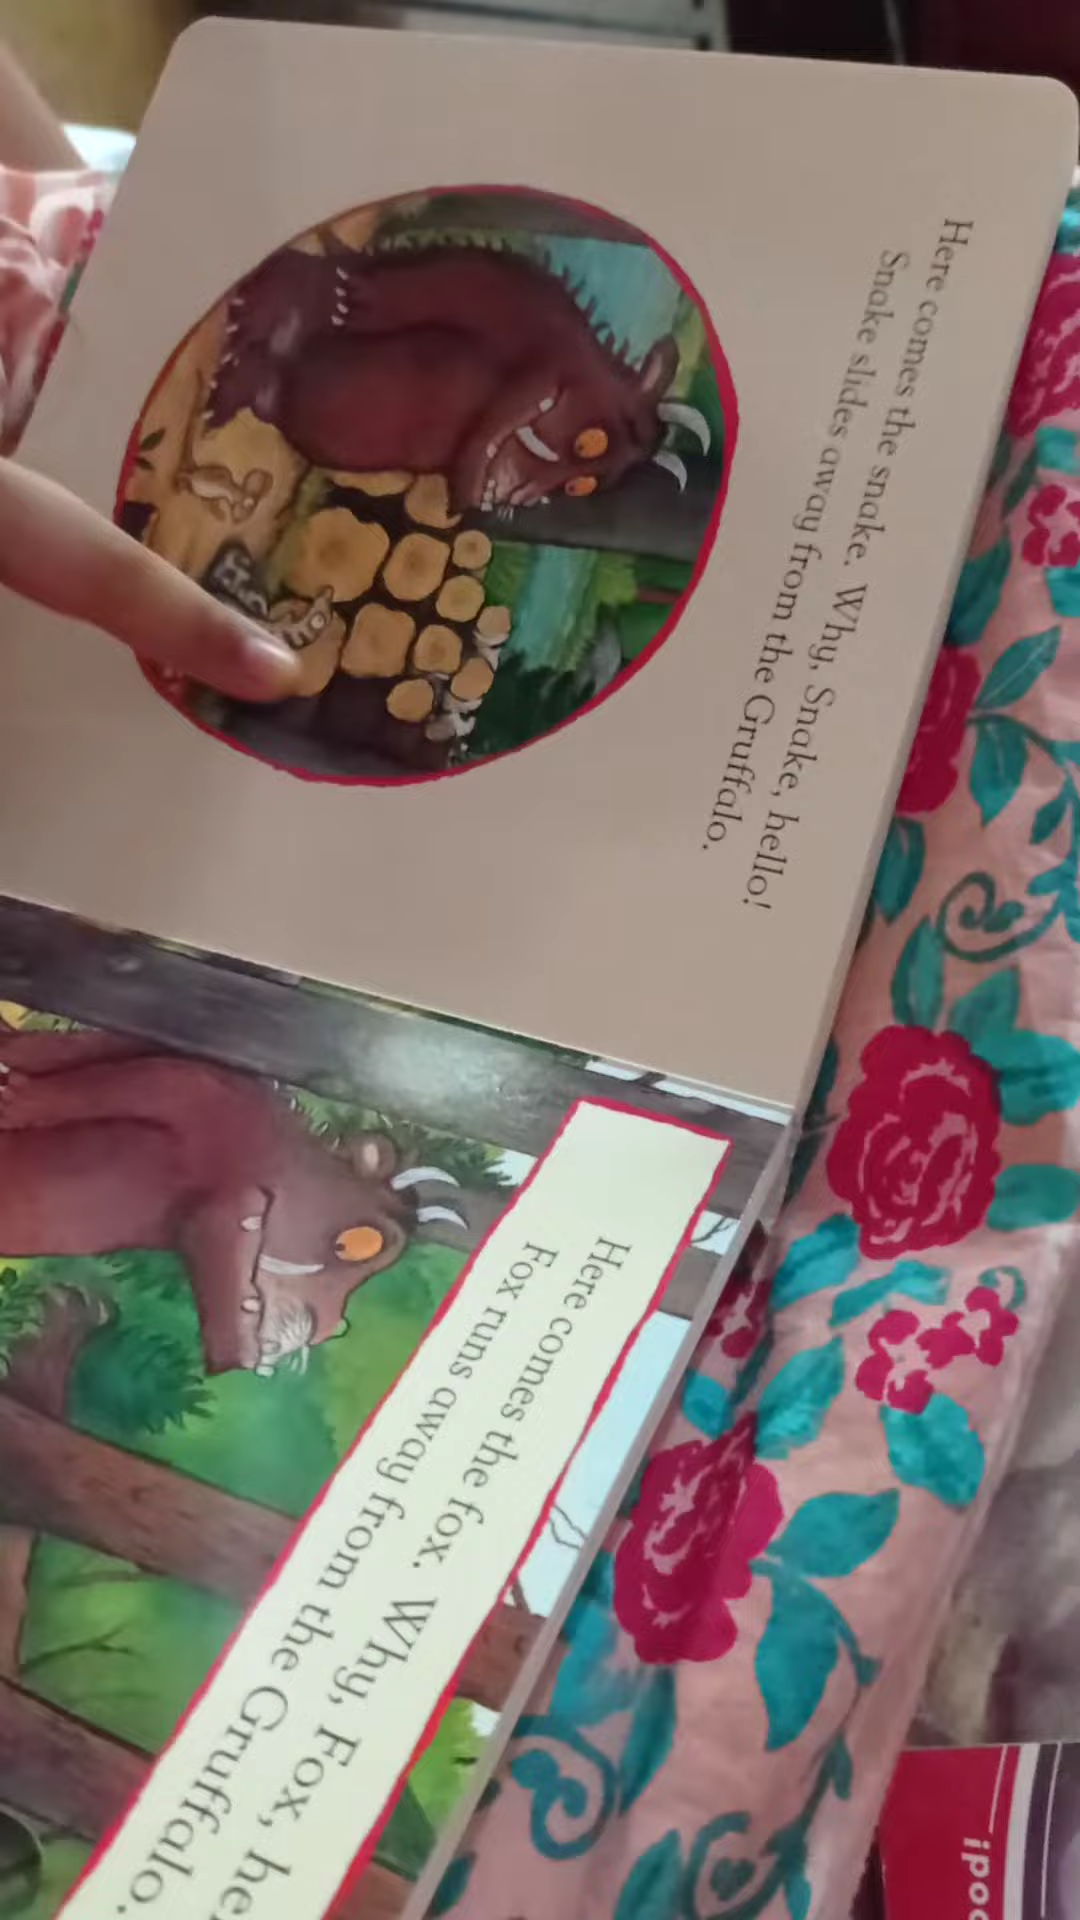 Here comes the snake. Why, Snake, hello!
Snake slides away from the Gruffalo.
Here comes the fox. Why, Fox,
Fox runs away from the Gruffalo.